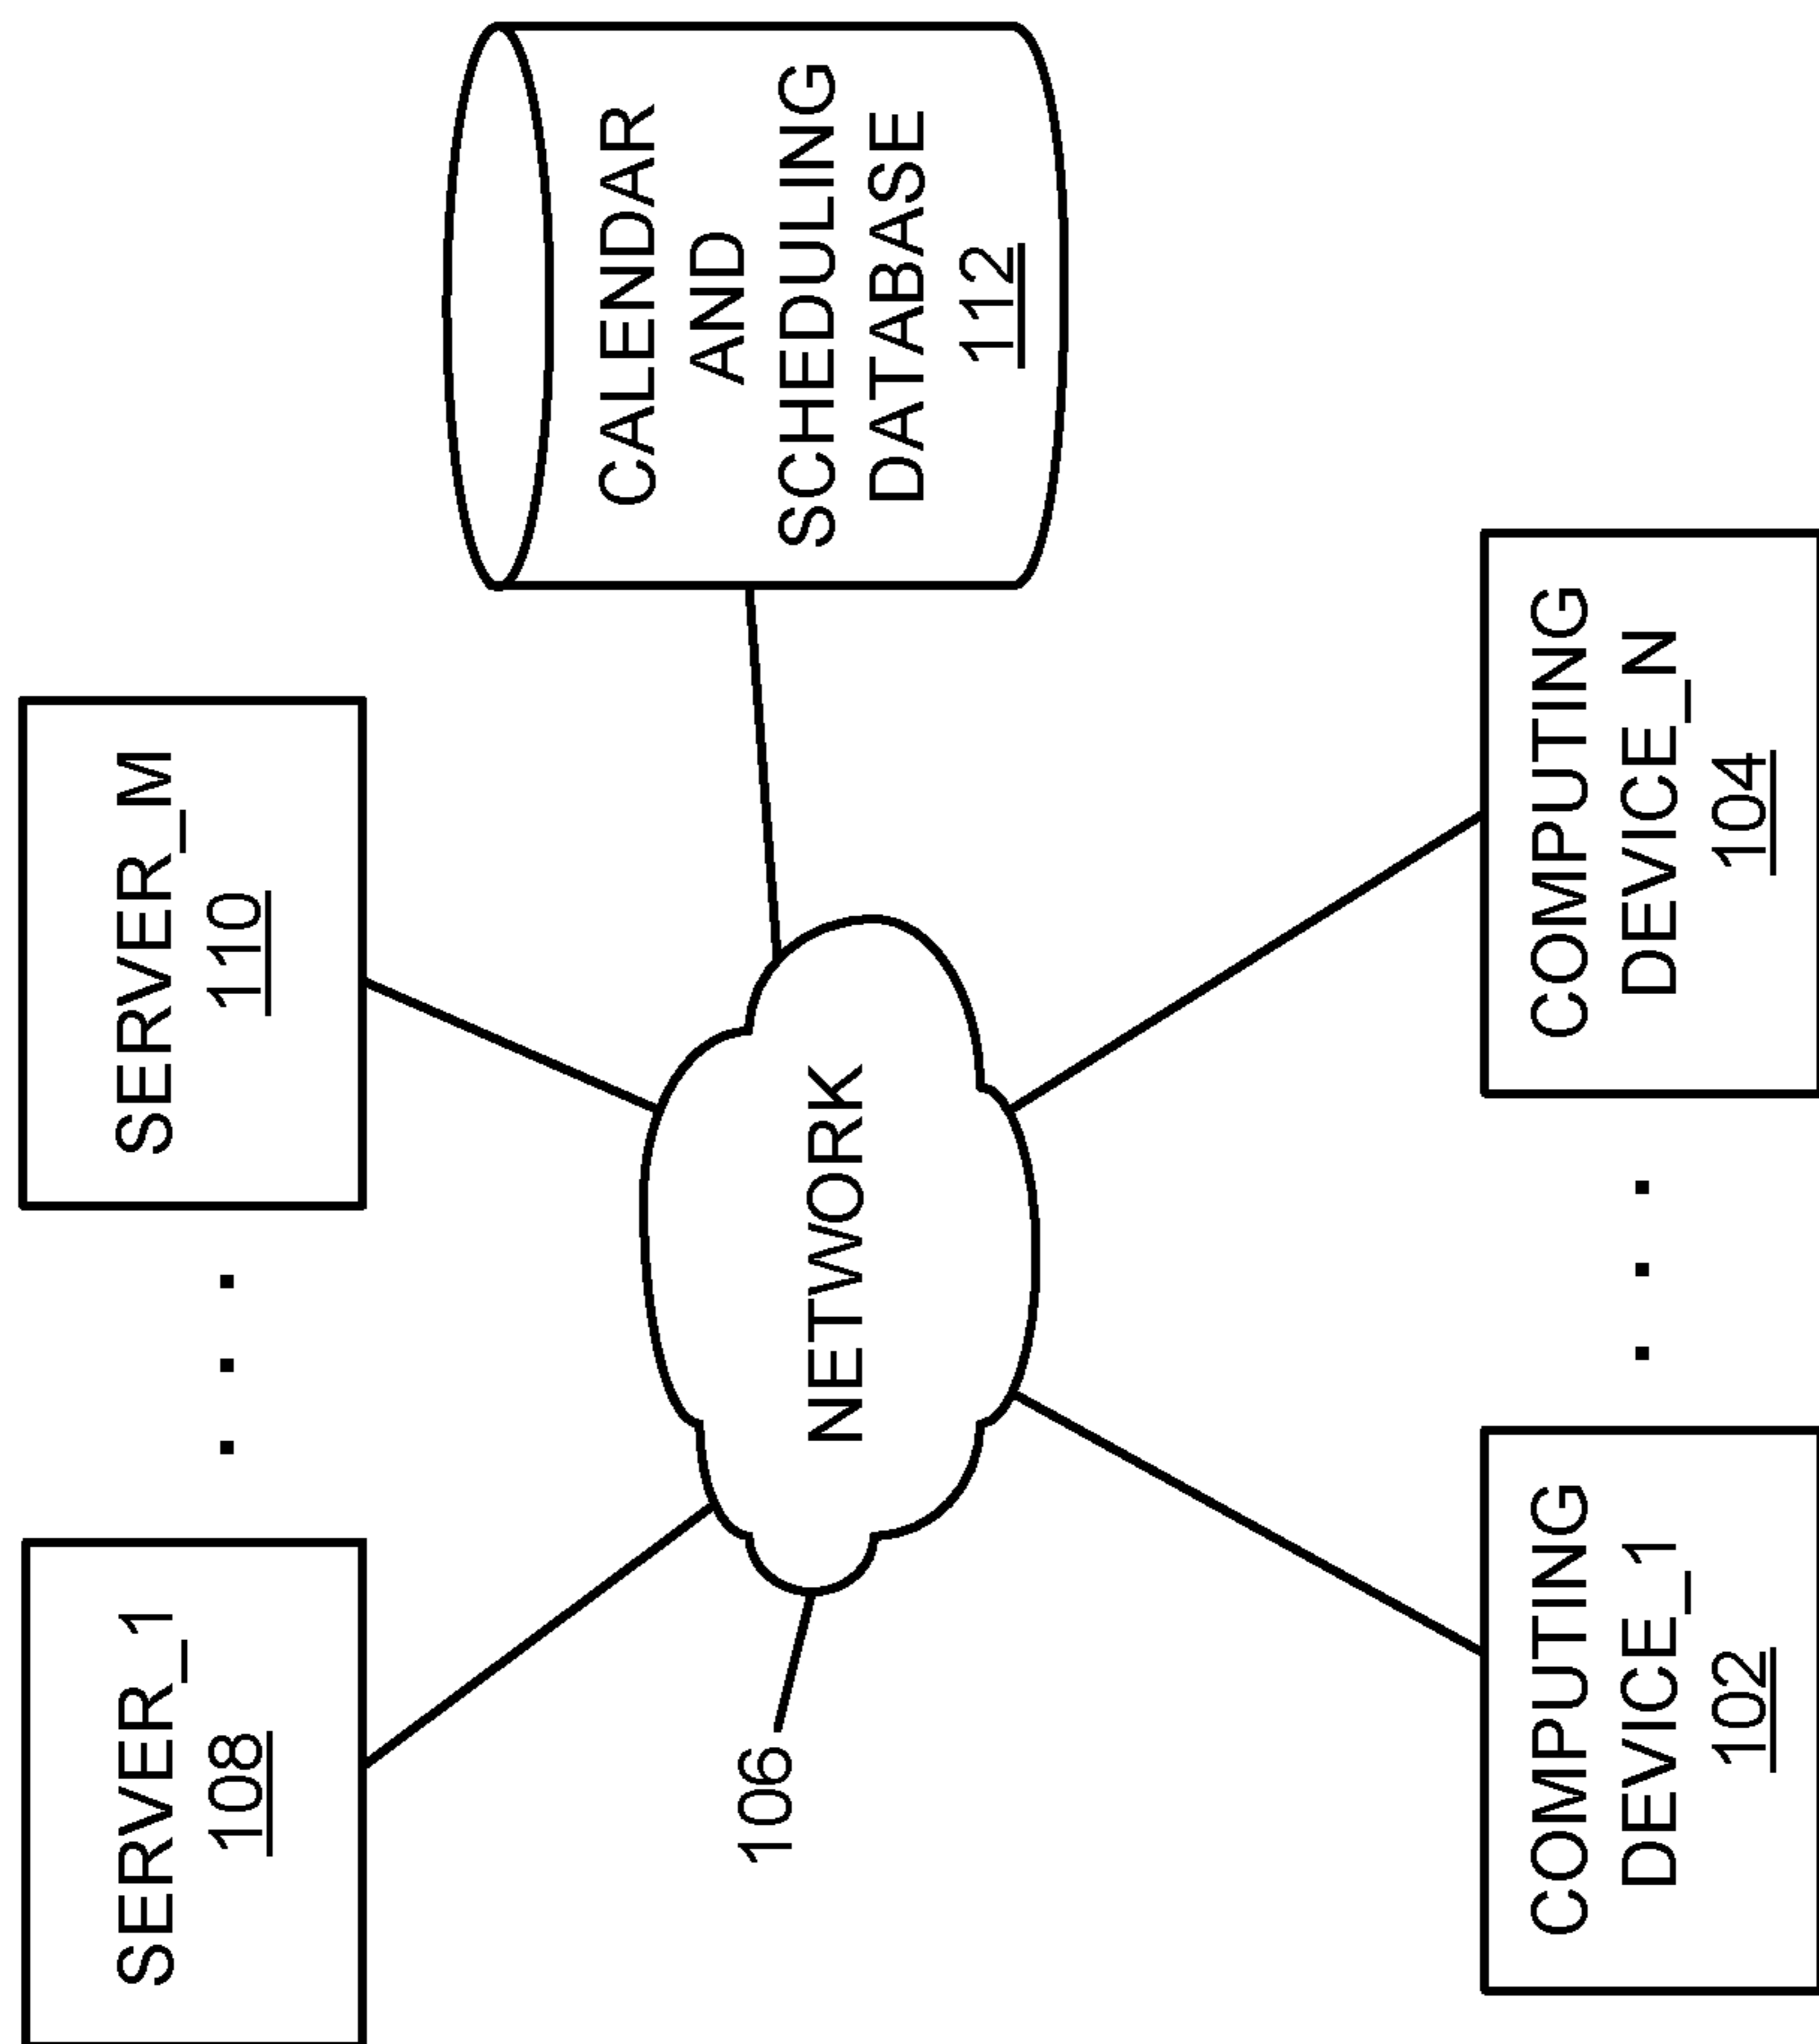 SERVER_1
108
. . .
SERVER_M
110
CALENDAR
AND
SCHEDULING
DATABASE
112
106
NETWORK
COMPUTING
DEVICE_1
102
. . .
COMPUTING
DEVICE_N
104